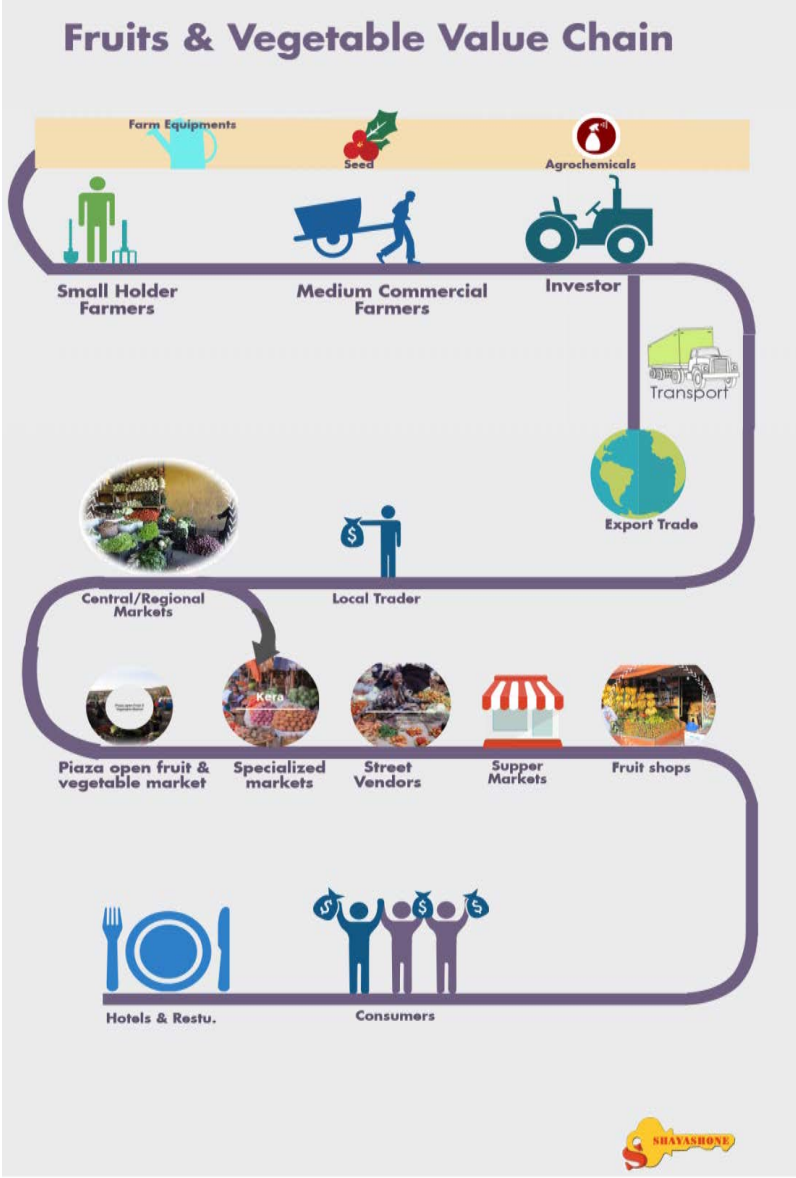 Fruits & Vegetable Value Chain
Farm Equipments
Seed
Agrochemicals
Small Holder
Farmers
Medium Commercial
Farmers
Investor
Transport
Export Trade
Central/Regional
Markets
Local Trader
Kera
Piaza open fruit &
vegetable market
Specialized
markets
Street
Vendors
Supper
Markets
Fruit shops
$
$
$
$
Hotels & Restu.
Consumers
SHAYASHONE